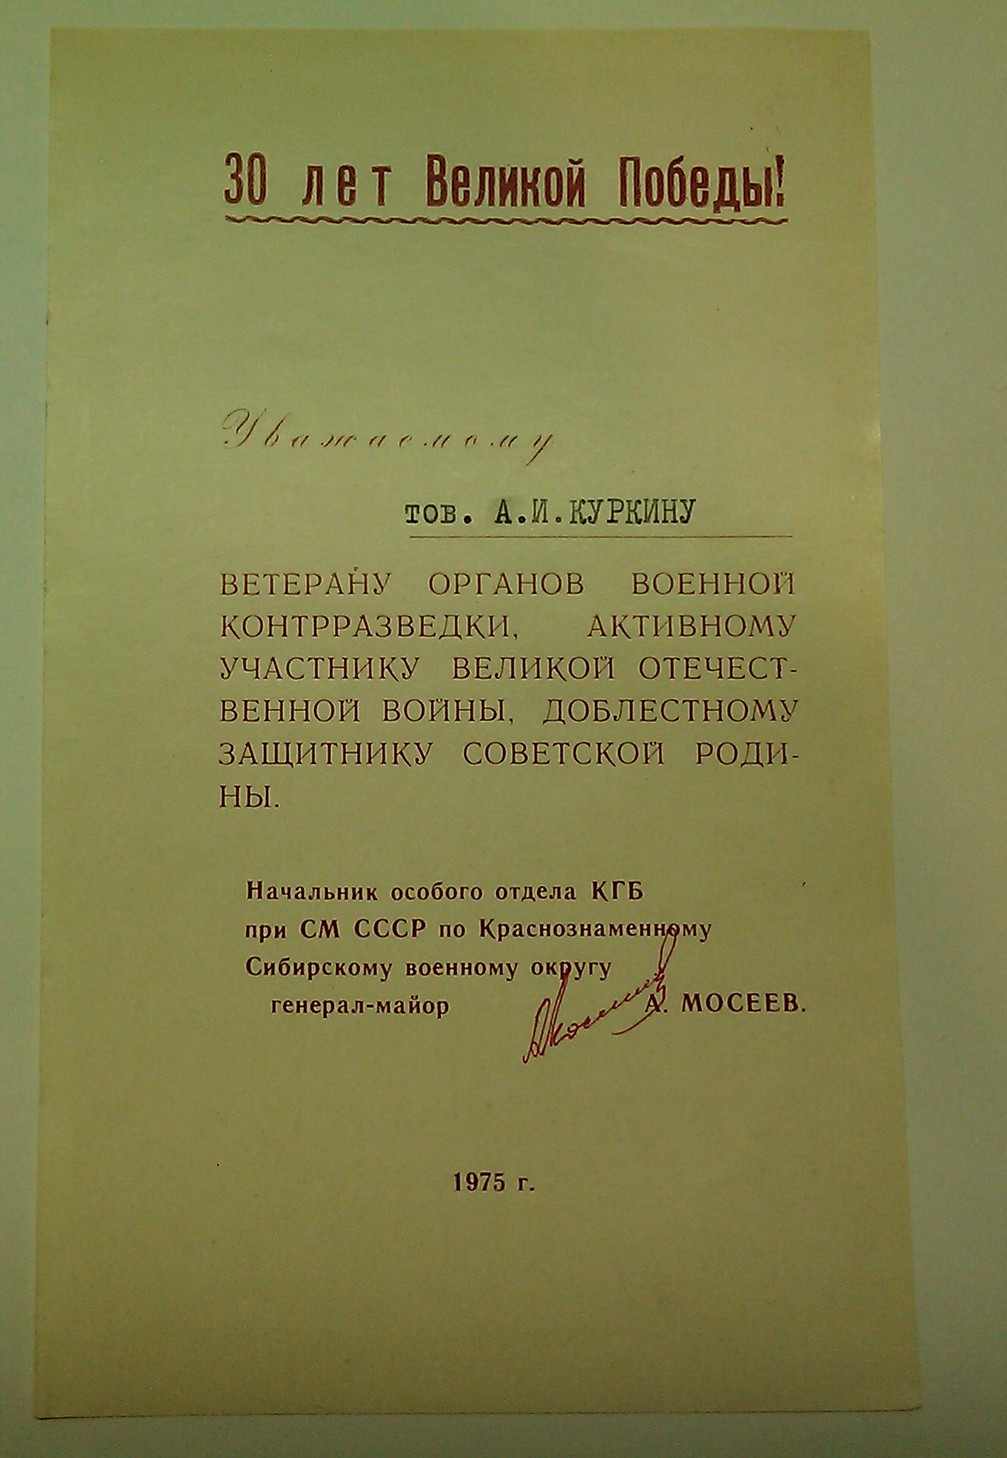 30 лет Великой Победы!
Уважаемому
тов. А.И.КУРКИНУ
ВЕТЕРАНУ ОРГАНОВ ВОЕННОЙ
КОНТРРАЗВЕДКИ, АКТИВНОМУ
УЧАСТНИКУ ВЕЛИКОЙ ОТЕЧЕСТ-
ВЕННОЙ ВОЙНЫ, ДОБЛЕСТНОМУ
ЗАЩИТНИКУ СОВЕТСКОЙ РОДИ-
НЫ.
Начальник особого отдела КГБ
при СМ СССР по Краснознаменному
Сибирскому военному округу
генерал-майор А. МОСЕЕВ.
1975 г.